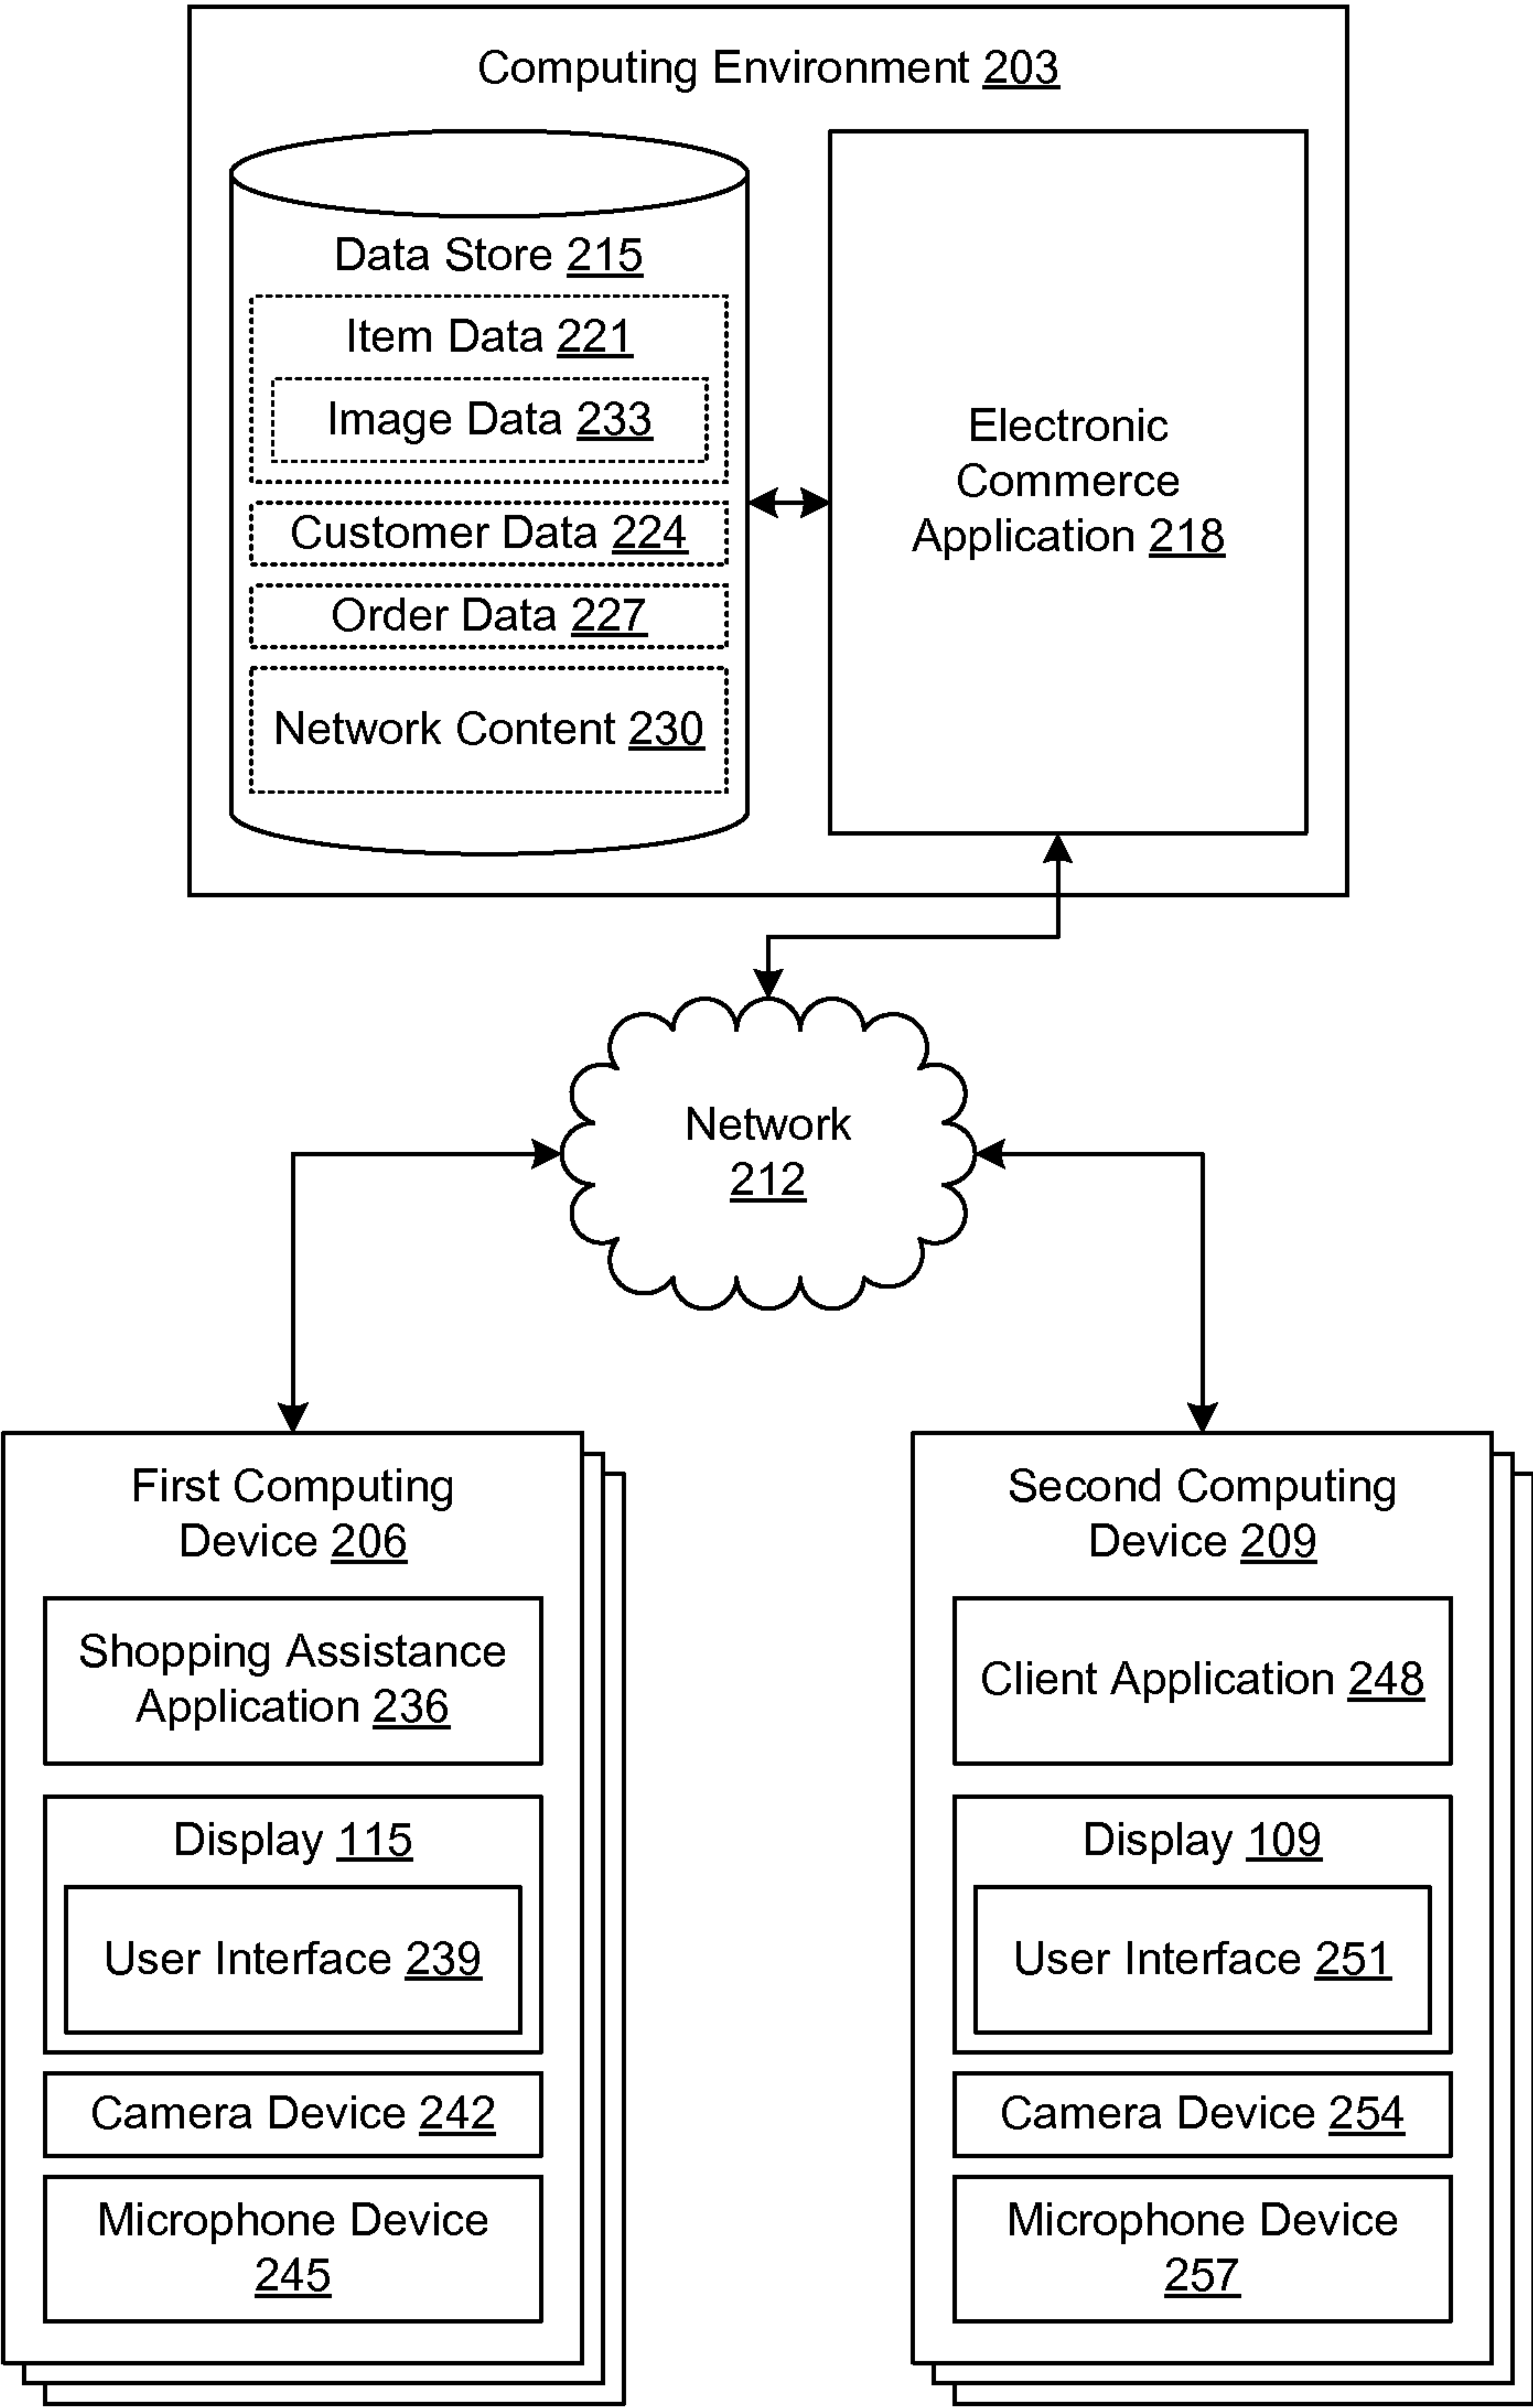 Computing Environment 203
Data Store 215
Item Data 221
Image Data 233
Customer Data 224
Order Data 227
Network Content 230
Electronic
Commerce
Application 218
Network
212
First Computing
Device 206
Shopping Assistance
Application 236
Display 115
User Interface 239
Camera Device 242
Microphone Device
245
Second Computing
Device 209
Client Application 248
Display 109
User Interface 251
Camera Device 254
Microphone Device
257